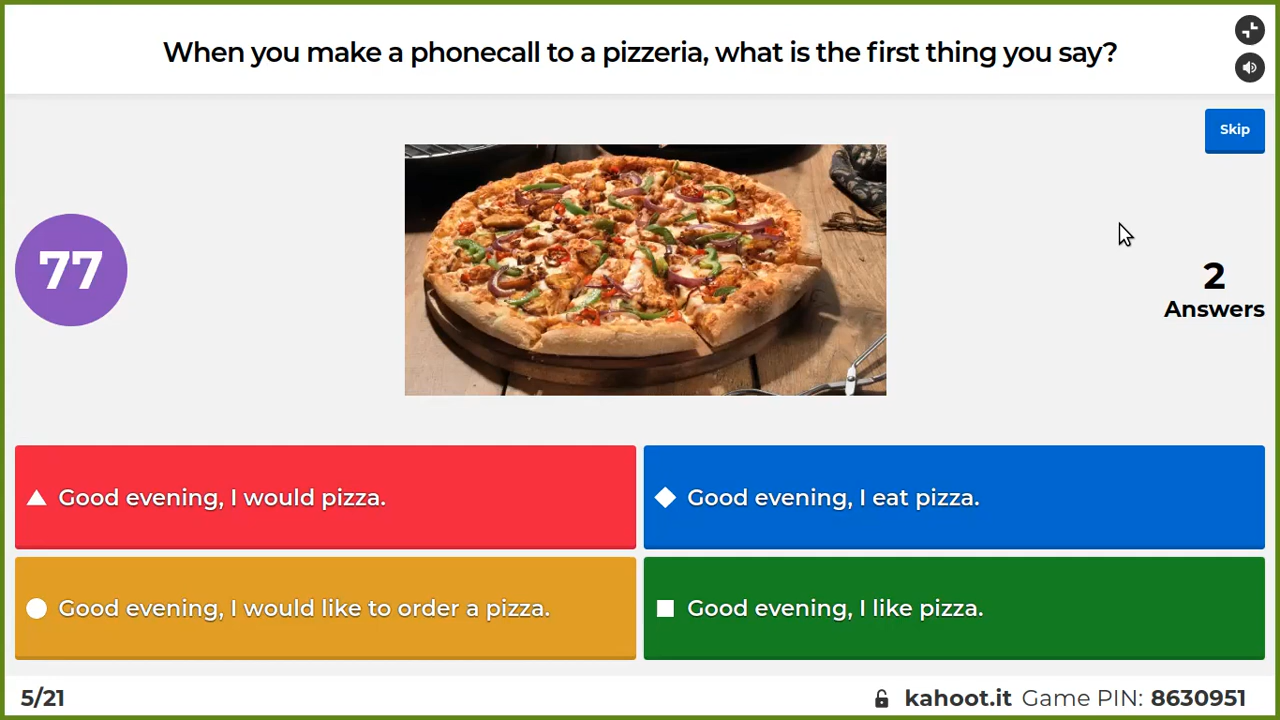 When you make a phonecall to a pizzeria, what is the first thing you say?
Skip
77
2
Answers
Good evening, I would pizza.
Good evening, I eat pizza.
Good evening, I would like to order a pizza.
Good evening, I like pizza.
5/21
kahoot.it Game PIN: 8630951